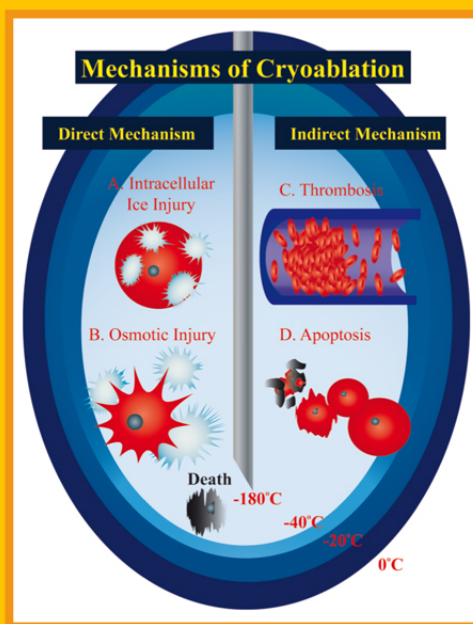 Mechanisms of Cryoablation
Direct Mechanism
Indirect Mechanism
A. Intracellular
Ice Injury
C. Thrombosis
B. Osmotic Injury
D. Apoptosis
Death
-180°C
-40°C
-20°C
0°C